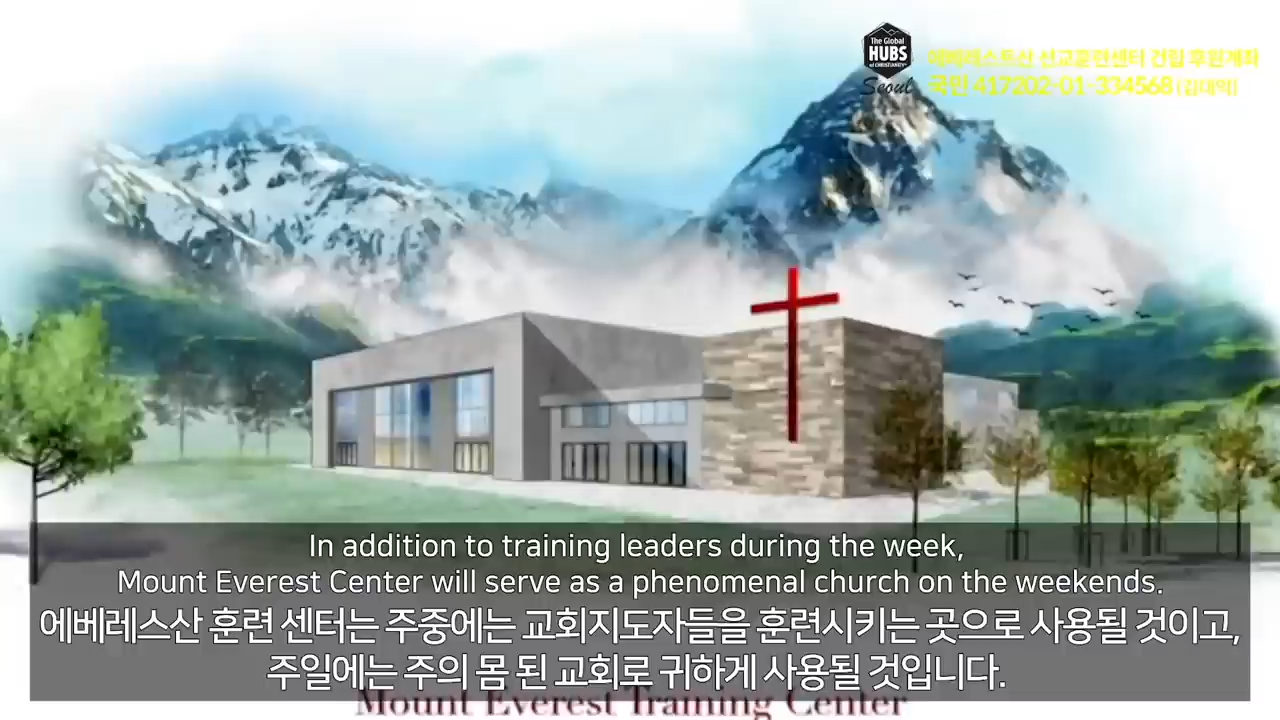 The Global
HUBS
of CHRISTIANITY
Seoul
에베레스트산 선교훈련센터 건립 후원계좌
국민 417202-01-334568 (김대억)
In addition to training leaders during the week,
Mount Everest Center will serve as a phenomenal church on the weekends.
에베레스산 훈련 센터는 주중에는 교회지도자들을 훈련시키는 곳으로 사용될 것이고,
주일에는 주의 몸 된 교회로 귀하게 사용될 것입니다.
Mount Everest Training Center